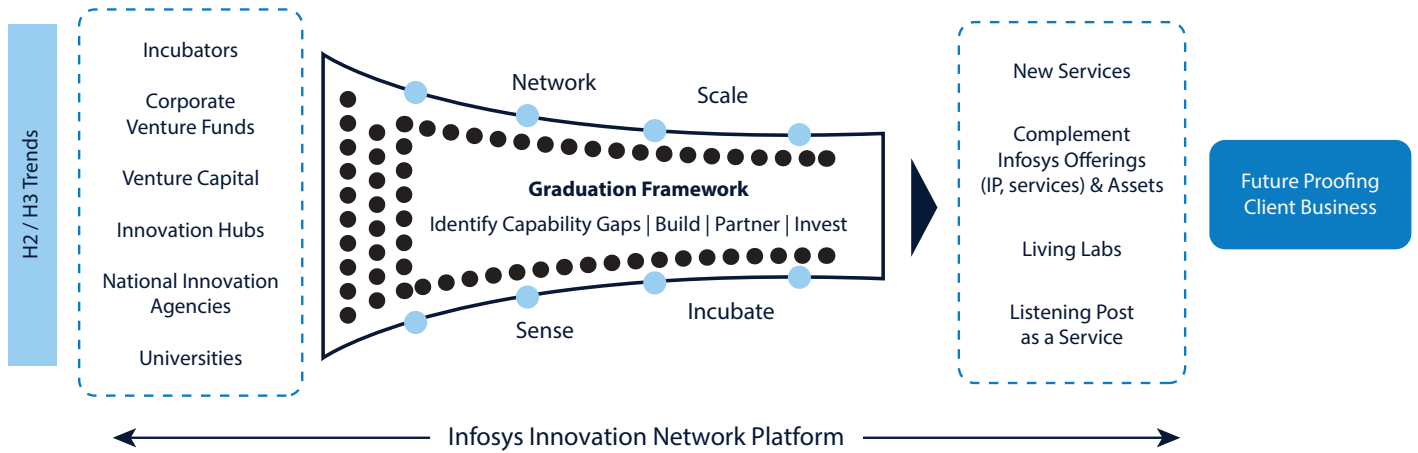 H2 / H3 Trends
Incubators
Corporate
Venture Funds
Venture Capital
Innovation Hubs
National Innovation
Agencies
Universities
Network
Scale
Graduation Framework
Identify Capability Gaps | Build | Partner | Invest
Sense
Incubate
New Services
Complement
Infosys Offerings
(IP, services) & Assets
Living Labs
Listening Post
as a Service
Future Proofing
Client Business
Infosys Innovation Network Platform